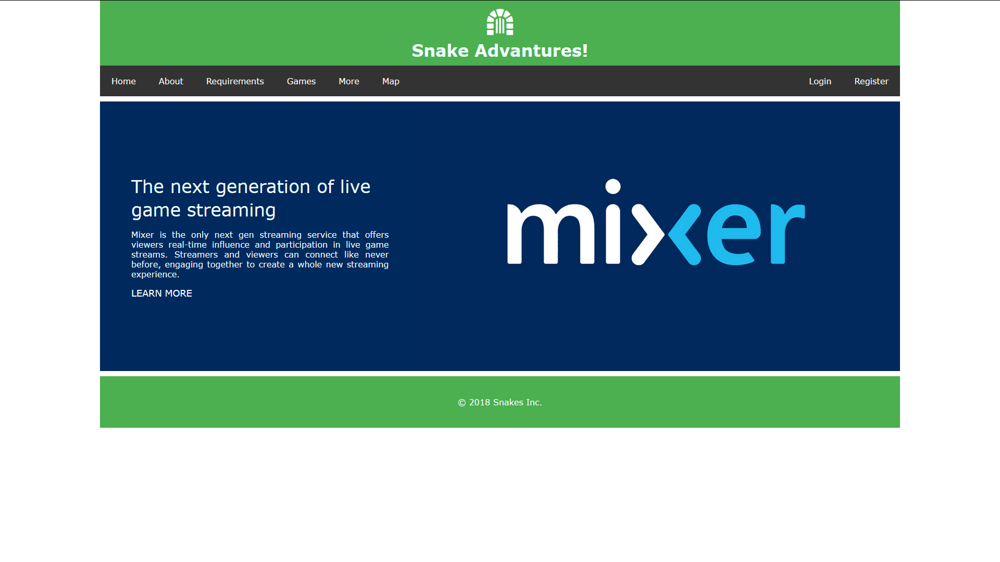 Snake Advantures!
Home About Requirements Games More Map Login Register
The next generation of live
game streaming
Mixer is the only next gen streaming service that offers
viewers real-time influence and participation in live game
streams. Streamers and viewers can connect like never
before, engaging together to create a whole new streaming
experience.
LEARN MORE
mixer
© 2018 Snakes Inc.